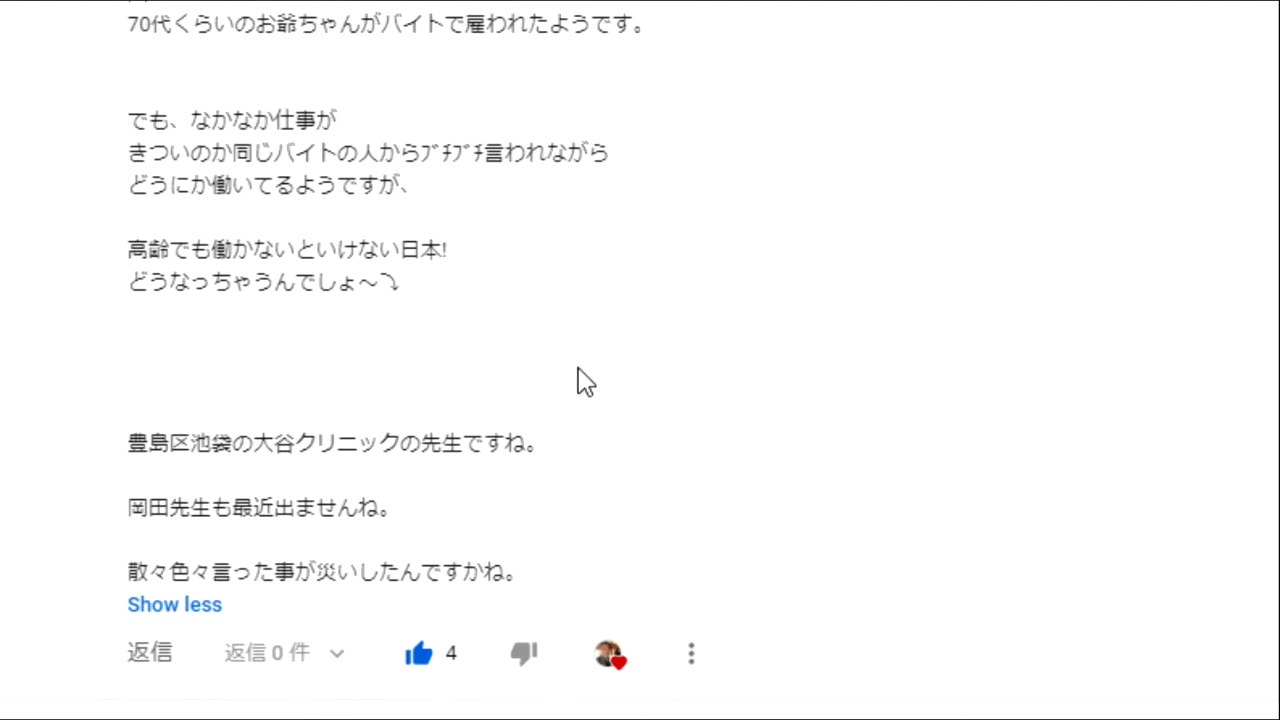 70代くらいのお爺ちゃんがバイトで雇われたようです。
でも、なかなか仕事が
きついのか同じバイトの人からﾌﾞﾁﾌﾞﾁ言われながら
どうにか働いてるようですが、
高齢でも働かないといけない日本!
どうなっちゃうんでしょ～⤵
豊島区池袋の大谷クリニックの先生ですね。
岡田先生も最近出ませんね。
散々色々言った事が災いしたんですかね。
Show less
返信 返信 0 件 4